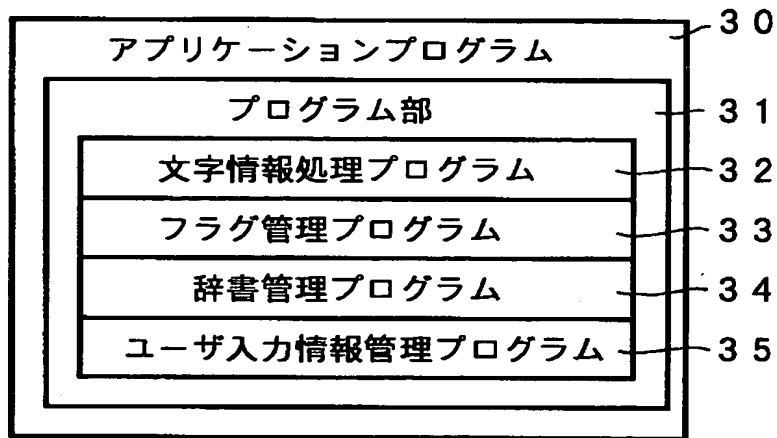 アプリケーションプログラム 30
プログラム部 31
文字情報処理プログラム 32
フラグ管理プログラム 33
辞書管理プログラム 34
ユーザ入力情報管理プログラム 35